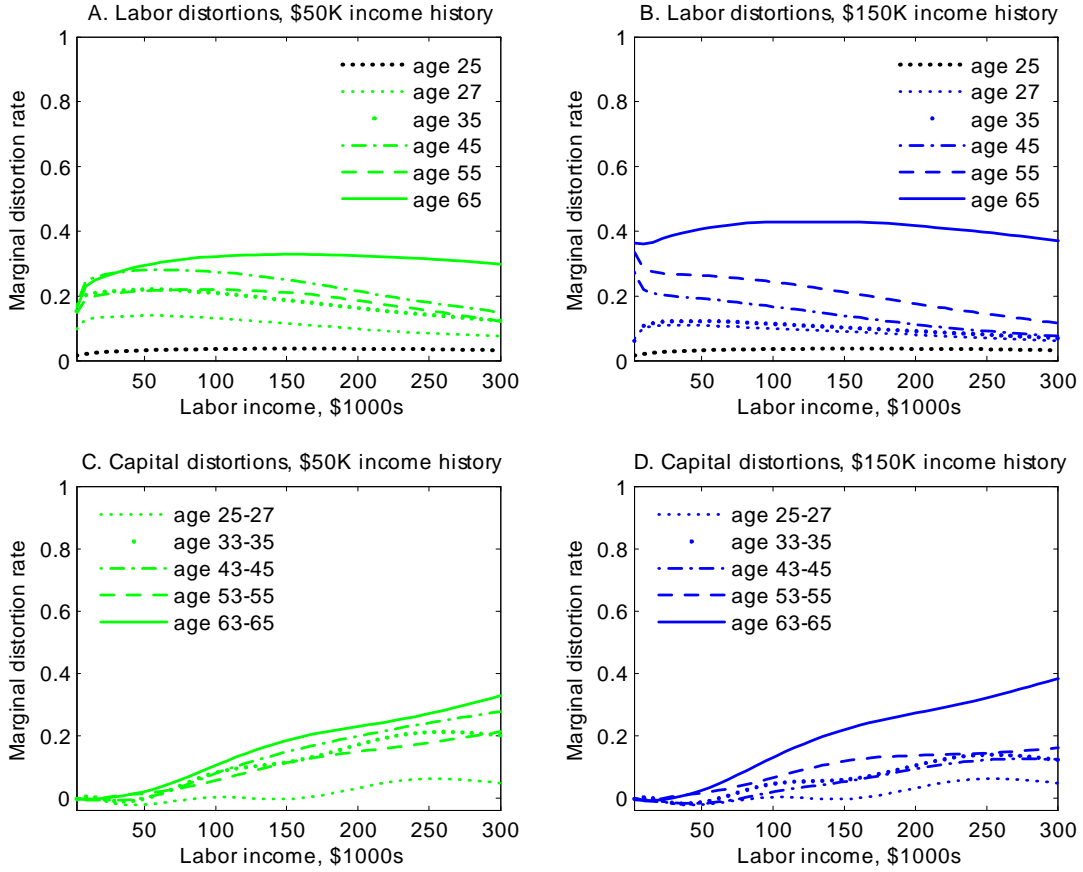 A. Labor distortions, $50K income history
Marginal distortion rate
1
0.8
0.6
0.4
0.2
0
50 100 150 200 250 300
Labor income, $1000s
age 25
age 27
age 35
age 45
age 55
age 65
B. Labor distortions, $150K income history
Marginal distortion rate
1
0.8
0.6
0.4
0.2
0
50 100 150 200 250 300
Labor income, $1000s
age 25
age 27
age 35
age 45
age 55
age 65
C. Capital distortions, $50K income history
Marginal distortion rate
1
0.8
0.6
0.4
0.2
0
50 100 150 200 250 300
Labor income, $1000s
age 25-27
age 33-35
age 43-45
age 53-55
age 63-65
D. Capital distortions, $150K income history
Marginal distortion rate
1
0.8
0.6
0.4
0.2
0
50 100 150 200 250 300
Labor income, $1000s
age 25-27
age 33-35
age 43-45
age 53-55
age 63-65